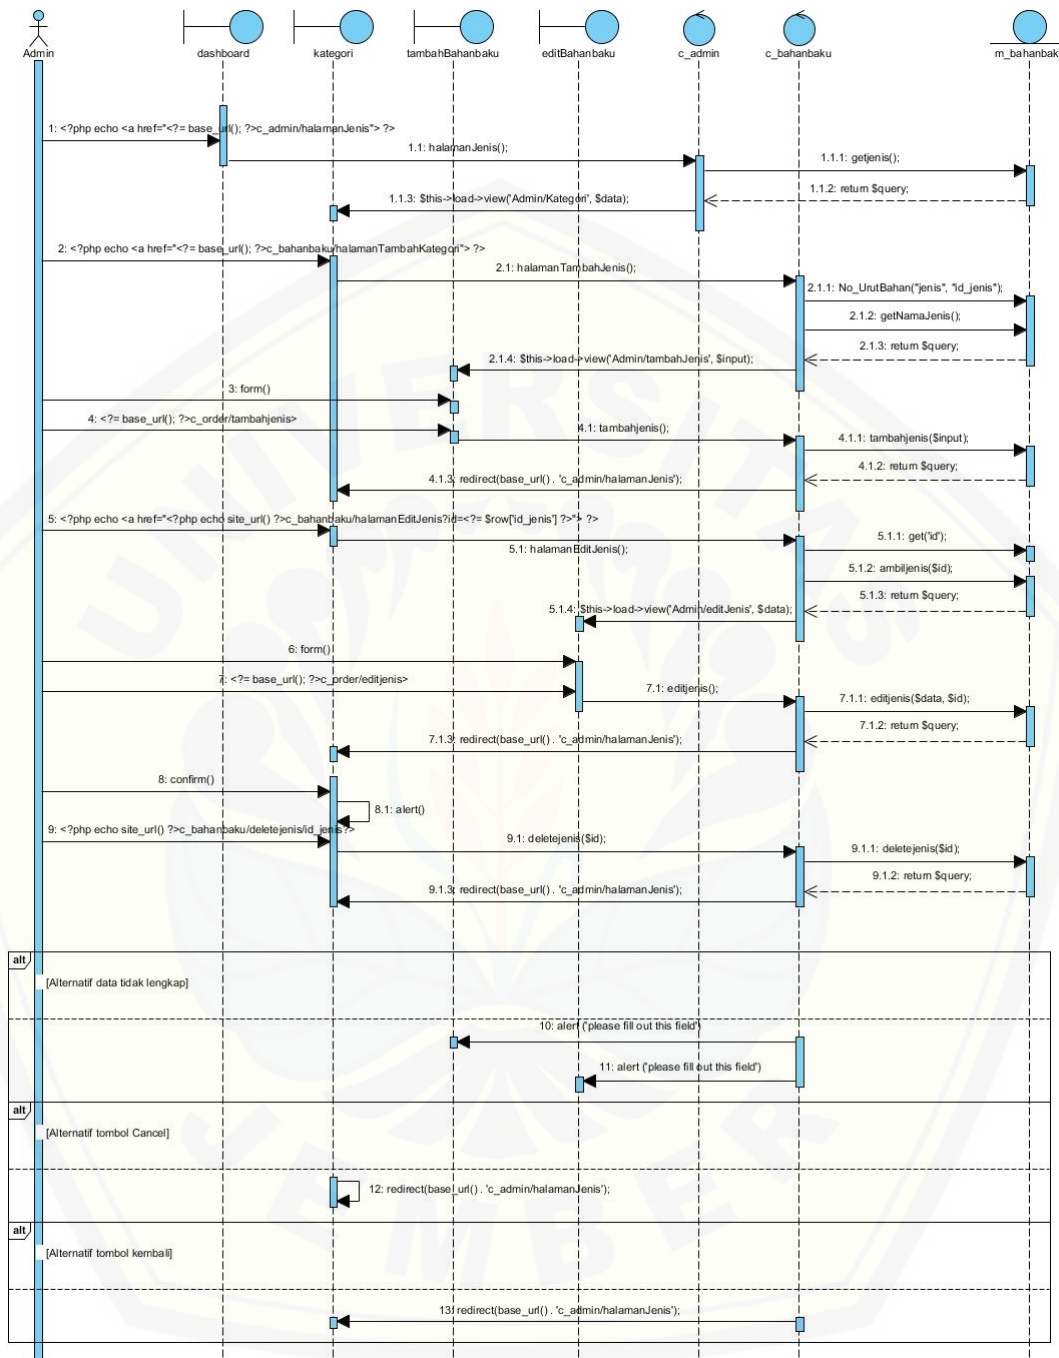 Admin
dashboard
kategori
tambahBahanbaku
editBahanbaku
c_admin
c_bahanbaku
m_bahanbak
1: <?php echo <a href="<?= base_url(); ?>c_admin/halamanJenis"> ?>
1.1: halamanJenis();
1.1.1: getjenis();
1.1.2: return $query;
1.1.3: $this->load->view('Admin/Kategori', $data);
2: <?php echo <a href="<?= base_url(); ?>c_bahanbaku/halamanTambahKategori"> ?>
2.1: halamanTambahJenis();
2.1.1: No_UrutBahan("jenis", "id_jenis");
2.1.2: getNamaJenis();
2.1.3: return $query;
2.1.4: $this->load->view('Admin/tambahJenis', $input);
3: form()
4: <?= base_url(); ?>c_order/tambahjenis>
4.1: tambahjenis();
4.1.1: tambahjenis($input);
4.1.2: return $query;
4.1.3: redirect(base_url() . 'c_admin/halamanJenis');
5: <?php echo <a href="<?php echo site_url() ?>c_bahanbaku/halamanEditJenis?id=<?= $row['id_jenis'] ?>"> ?>
5.1: halamanEditJenis();
5.1.1: get('id');
5.1.2: ambiljenis($id);
5.1.3: return $query;
5.1.4: $this->load->view('Admin/editJenis', $data);
6: form()
7: <?= base_url(); ?>c_order/editjenis>
7.1: editjenis();
7.1.1: editjenis($data, $id);
7.1.2: return $query;
7.1.3: redirect(base_url() . 'c_admin/halamanJenis');
8: confirm()
8.1: alert()
9: <?php echo site_url() ?>c_bahanbaku/deletejenis/id_jenis?>
9.1: deletejenis($id);
9.1.1: deletejenis($id);
9.1.2: return $query;
9.1.3: redirect(base_url() . 'c_admin/halamanJenis');
alt
[Alternatif data tidak lengkap]
10: alert ('please fill out this field')
11: alert ('please fill out this field')
alt
[Alternatif tombol Cancel]
12: redirect(base_url() . 'c_admin/halamanJenis');
alt
[Alternatif tombol kembali]
13: redirect(base_url() . 'c_admin/halamanJenis');
UNIVERSITAS
JEMBER